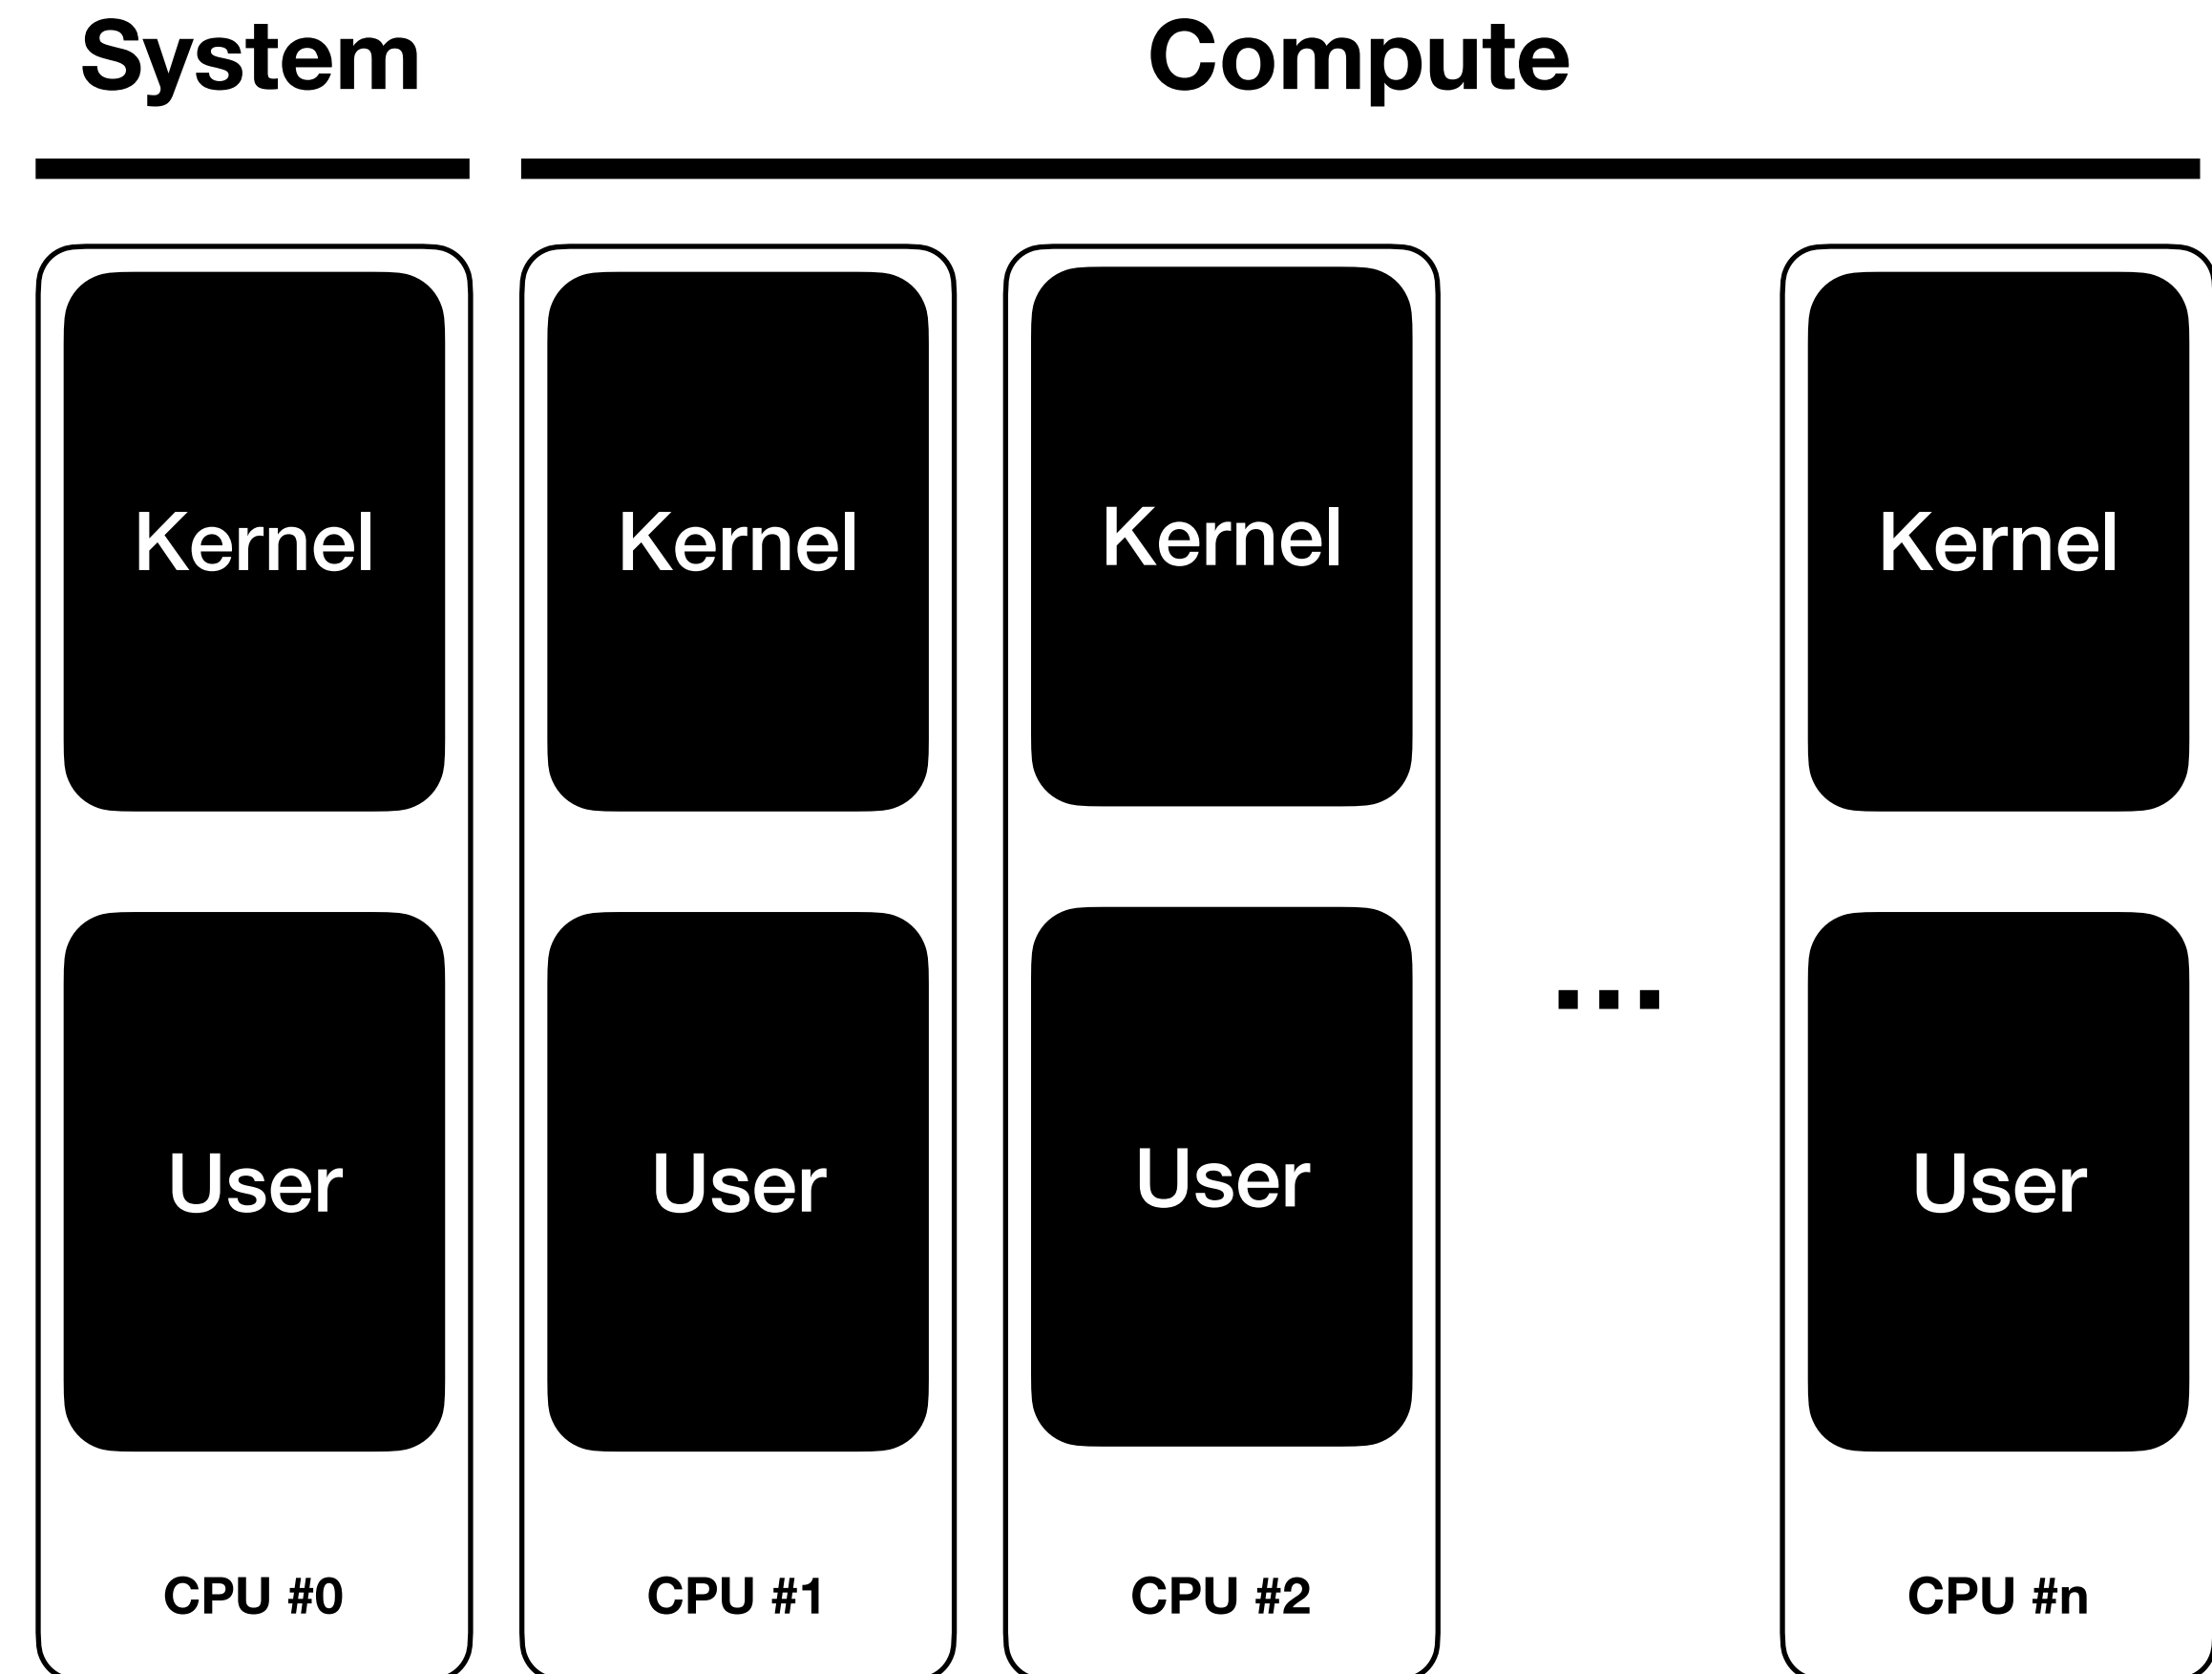 System
Compute
Kernel
Kernel
Kernel
Kernel
User
User
User
User
...
CPU #0
CPU #1
CPU #2
CPU #n